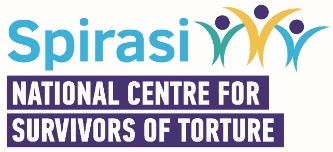 Spirasi
NATIONAL CENTRE FOR
SURVIVORS OF TORTURE